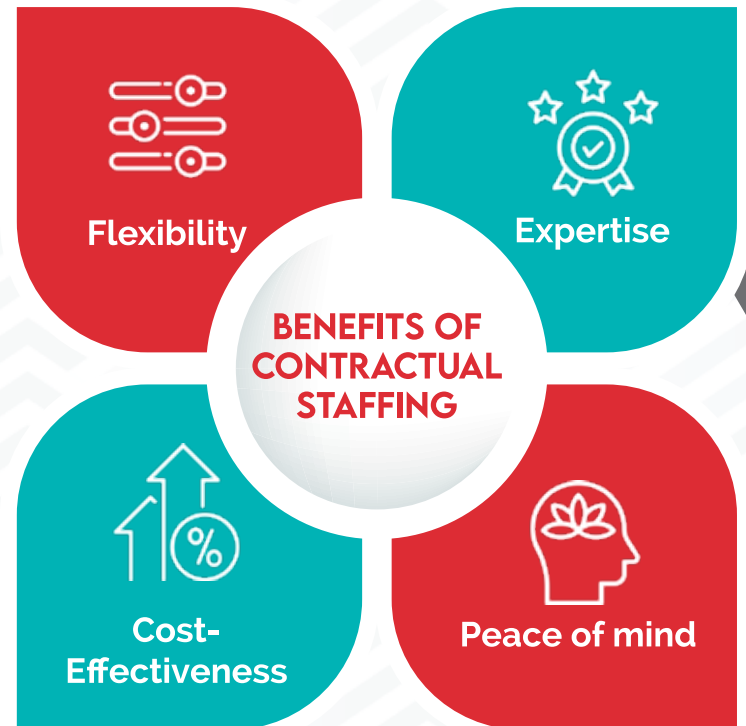 Flexibility
Expertise
BENEFITS OF
CONTRACTUAL
STAFFING
%
Cost-
Effectiveness
Peace of mind